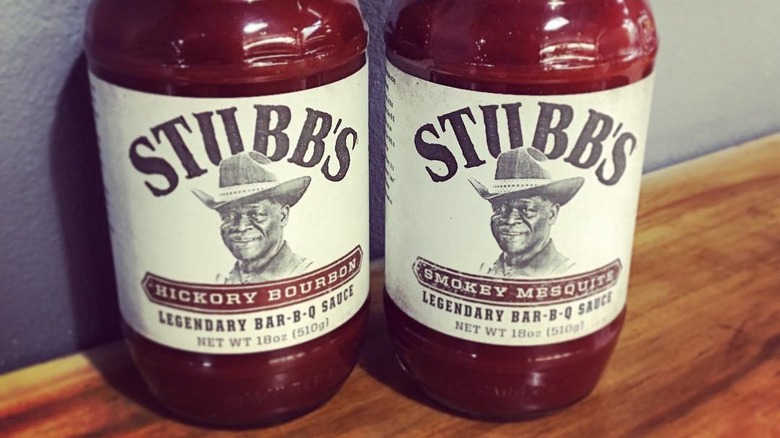 STUBB'S
HICKORY BOURBON
LEGENDARY BAR-B-Q SAUCE
NET WT 18oz (510g)
STUBB'S
SMOKEY MESQUITE
LEGENDARY BAR-B-Q SAUCE
NET WT 18oz (510g)